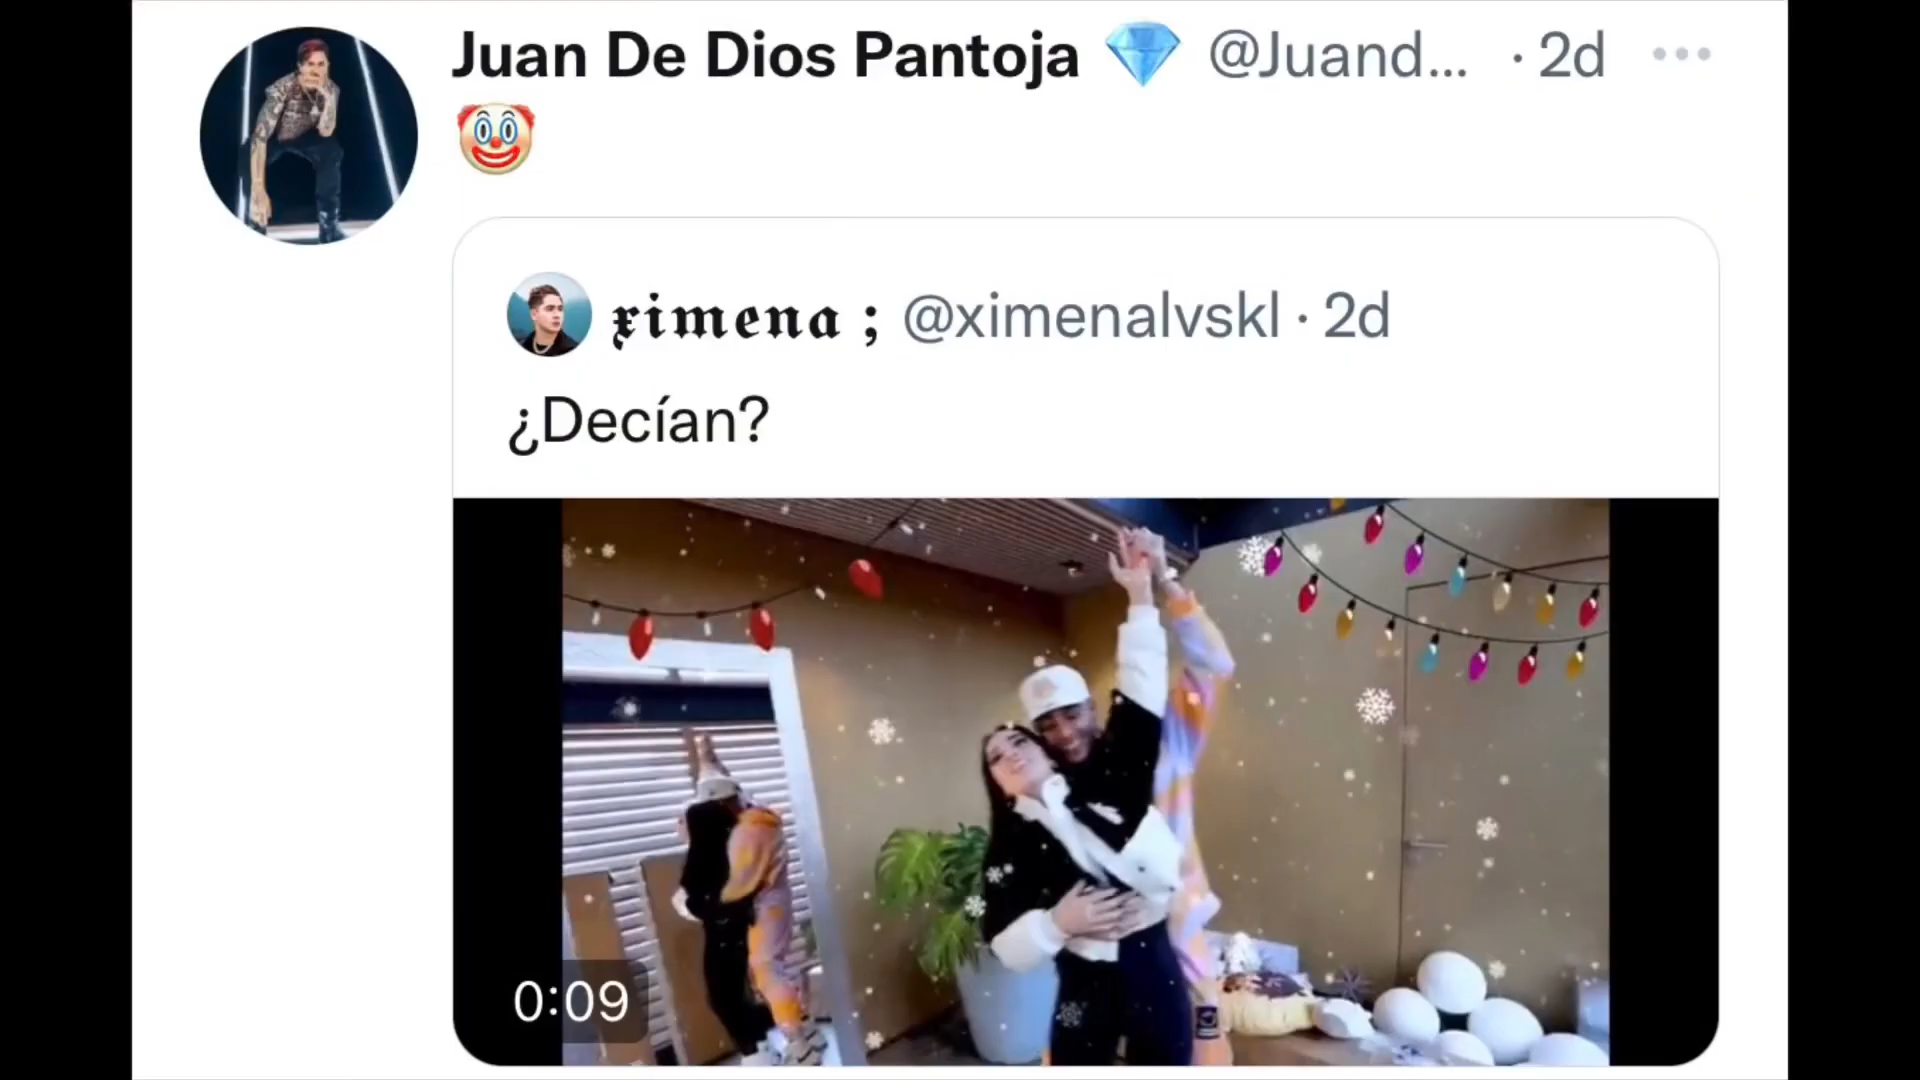 Juan De Dios Pantoja 💎 @Juand... · 2d
🤡
𝖝𝖎𝖒𝖊𝖓𝖆 ; @ximenalvskl · 2d
¿Decían?
0:09